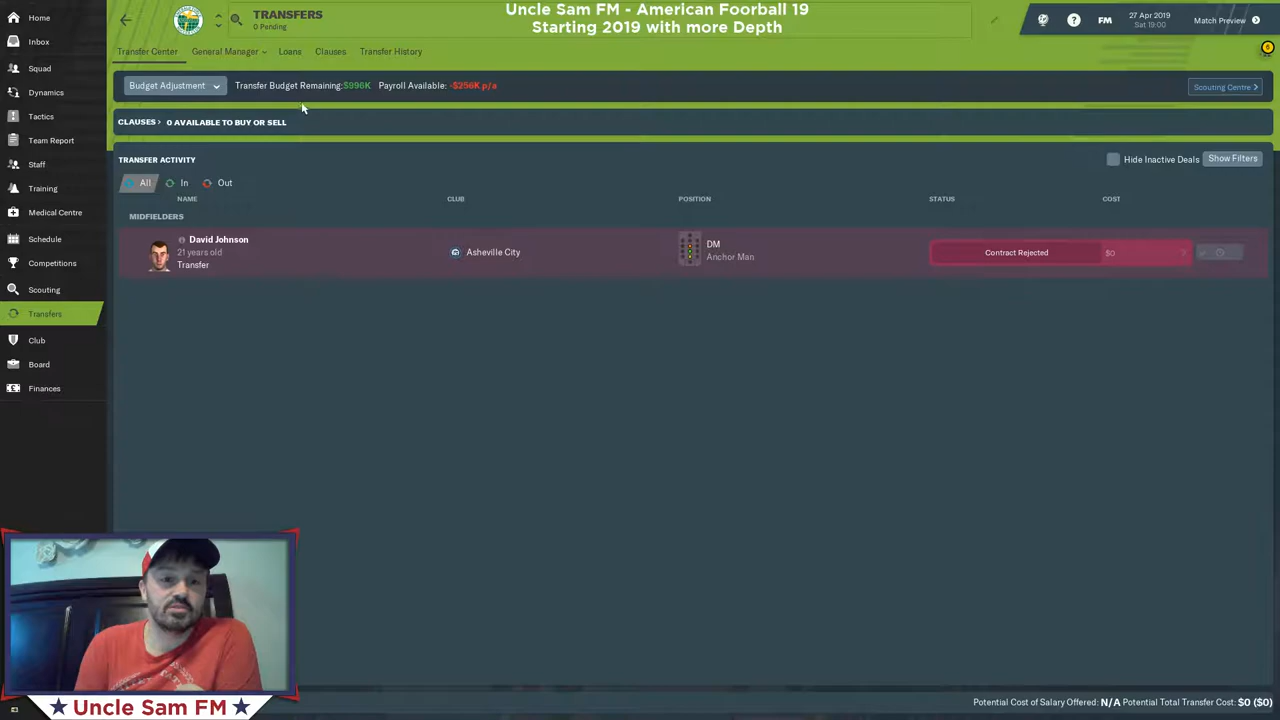 Uncle Sam FM - American Foorball 19
Starting 2019 with more Depth
TRANSFERS
0 Pending
FM
27 Apr 2019
Sat 19:00
Match Preview
Home
Inbox
Squad
Dynamics
Tactics
Team Report
Staff
Training
Medical Centre
Schedule
Competitions
Scouting
Transfers
Club
Board
Finances
Transfer Center
General Manager
Loans
Clauses
Transfer History
6
Budget Adjustment
Transfer Budget Remaining:$996K
Payroll Available: -$256K p/a
Scouting Centre
CLAUSES > 0 AVAILABLE TO BUY OR SELL
TRANSFER ACTIVITY
Hide Inactive Deals
Show Filters
All
In
Out
NAME
CLUB
POSITION
STATUS
COST
MIDFIELDERS
David Johnson
21 years old
Transfer
Asheville City
DM
Anchor Man
Contract Rejected
$0
Uncle Sam FM
Potential Cost of Salary Offered: N/A Potential Total Transfer Cost: $0 ($0)